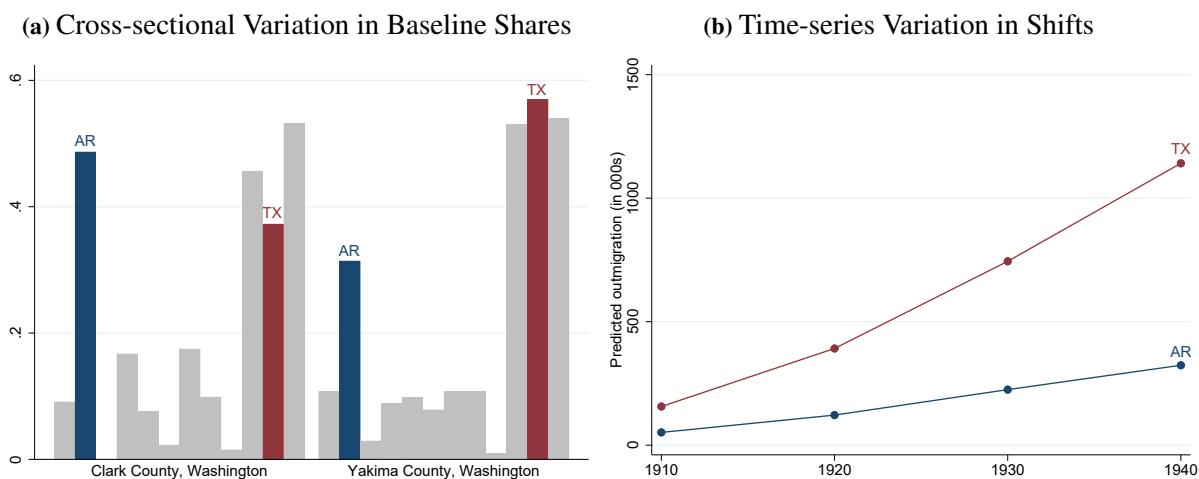 (a) Cross-sectional Variation in Baseline Shares
.6
.4
.2
0
AR
TX
AR
TX
Clark County, Washington
Yakima County, Washington
(b) Time-series Variation in Shifts
Predicted outmigration (in 000s)
1500
1000
500
0
TX
AR
1910
1920
1930
1940